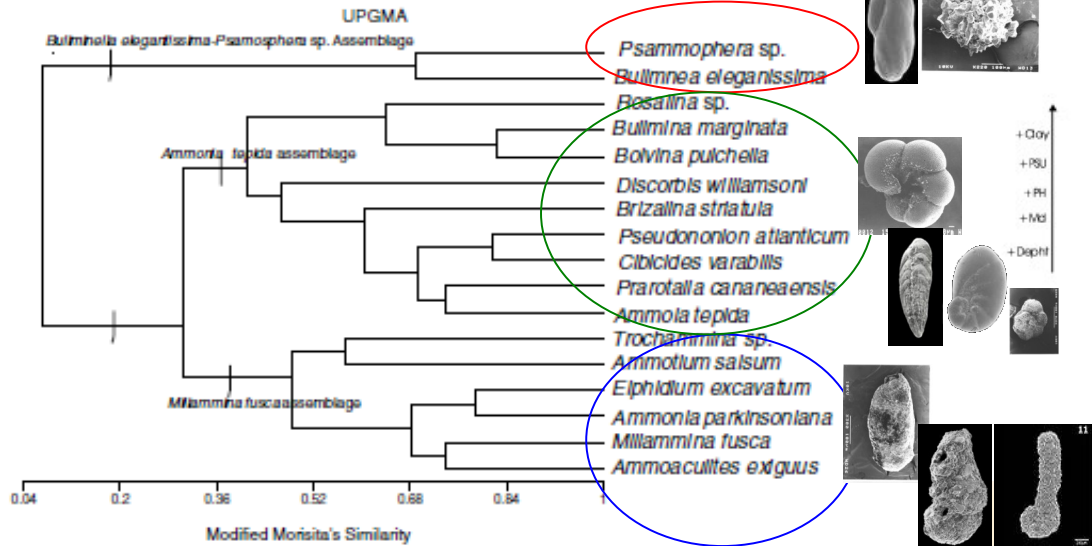 UPGMA
Buliminella elegantissima-Psamosphera sp. Assemblage
Psammophera sp.
Bulimnea eleganissima
Rosalina sp.
Bulimina marginata
Bolvina pulchella
Ammonia tepida assemblage
Discorbis williamsoni
Brizalina striatula
Pseudononion atlanticum
Cibicides varabilis
Prarotalia cananeaensis
Ammoia tepida
Trochammina sp.
Ammotium salsum
Elphidium excavatum
Miliammina fusca assemblage
Ammonia parkinsoniana
Miliammina fusca
Ammoaculites exiguus
0.04 0.2 0.36 0.52 0.68 0.84 1
Modified Morisita's Similarity
+Clay
+PSU
+PH
+Md
+Depht
11